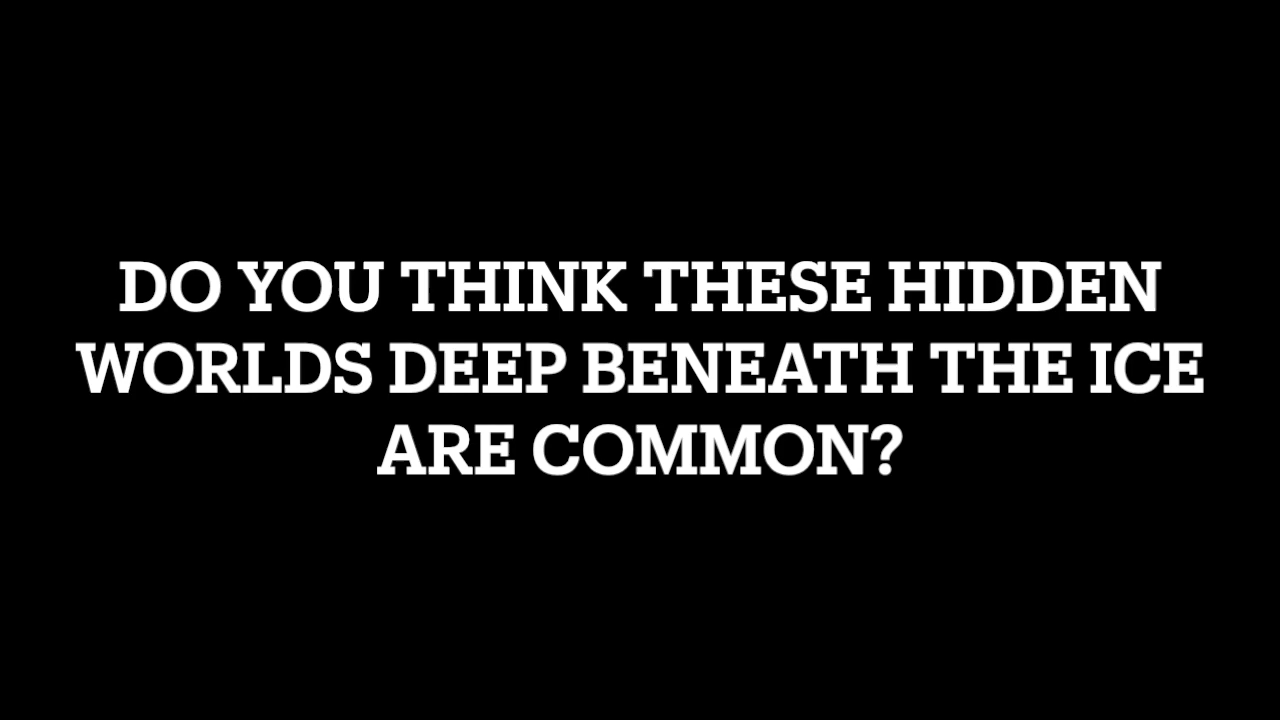 DO YOU THINK THESE HIDDEN
WORLDS DEEP BENEATH THE ICE
ARE COMMON?